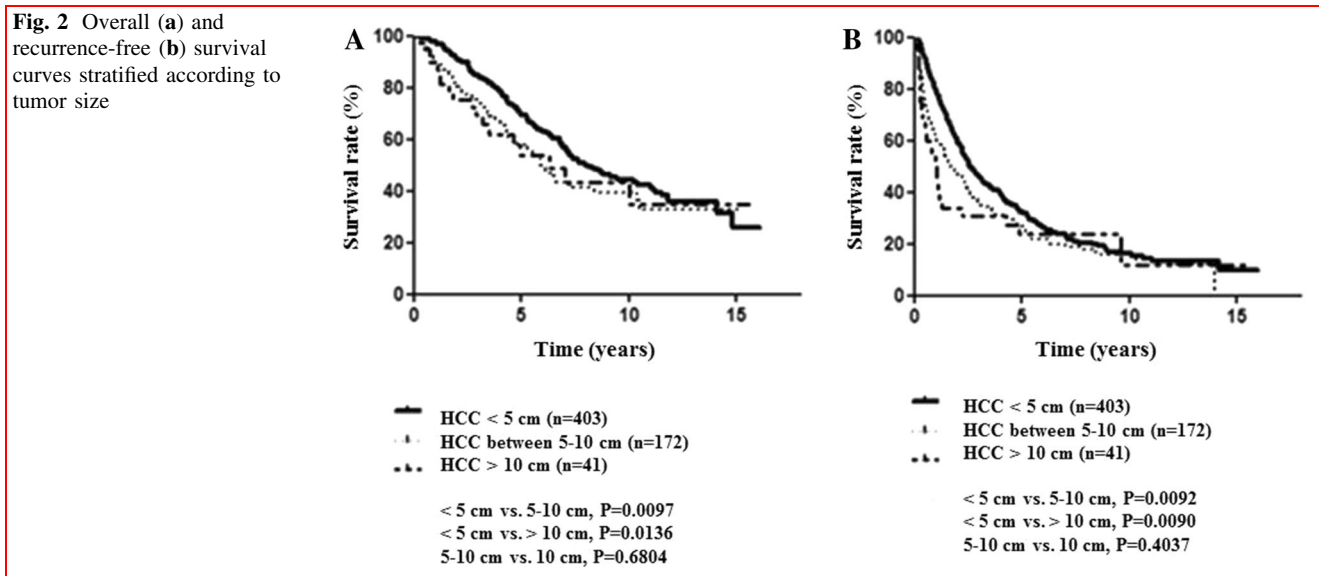 Fig. 2 Overall (a) and
recurrence-free (b) survival
curves stratified according to
tumor size
A
100
80
60
40
20
0
Survival rate (%)
0 5 10 15
Time (years)
HCC < 5 cm (n=403)
HCC between 5-10 cm (n=172)
HCC > 10 cm (n=41)
< 5 cm vs. 5-10 cm, P=0.0097
< 5 cm vs. > 10 cm, P=0.0136
5-10 cm vs. 10 cm, P=0.6804
B
100
80
60
40
20
0
Survival rate (%)
0 5 10 15
Time (years)
HCC < 5 cm (n=403)
HCC between 5-10 cm (n=172)
HCC > 10 cm (n=41)
< 5 cm vs. 5-10 cm, P=0.0092
< 5 cm vs. > 10 cm, P=0.0090
5-10 cm vs. 10 cm, P=0.4037